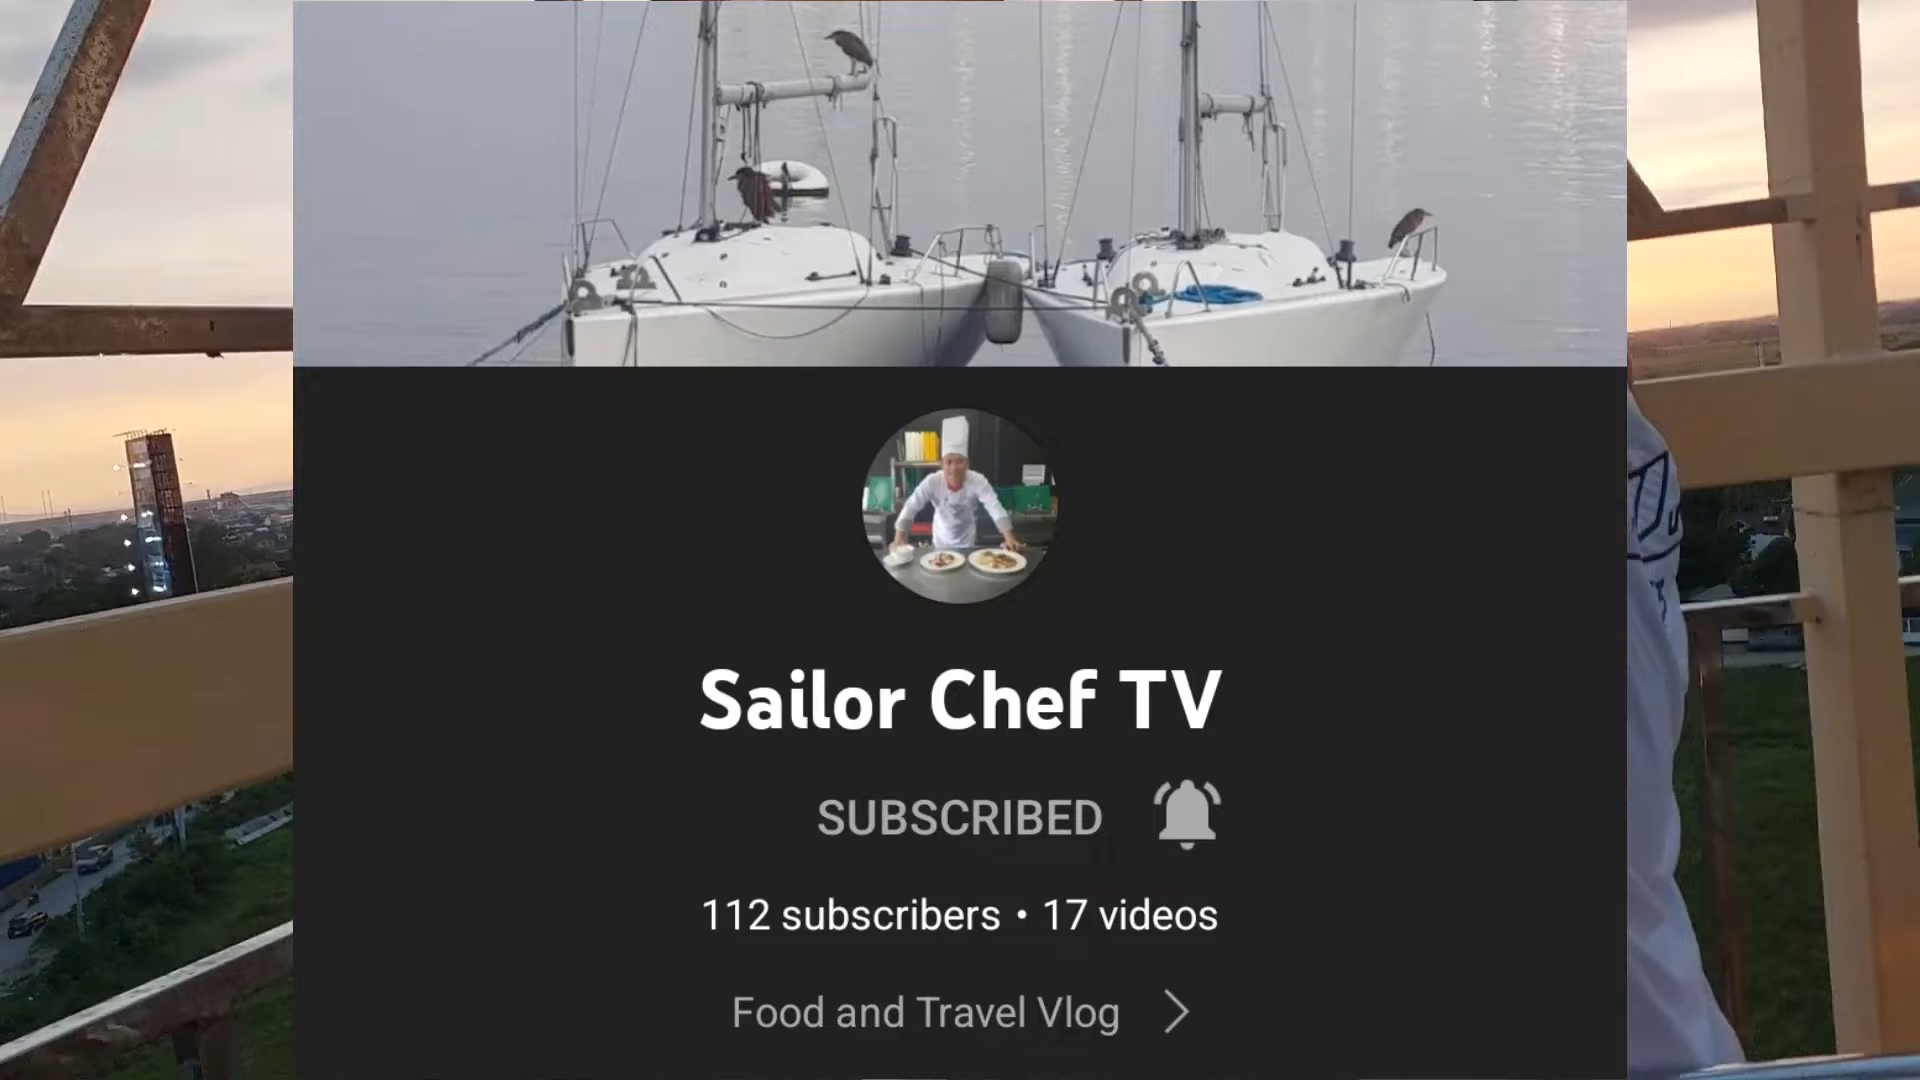 Sailor Chef TV
SUBSCRIBED
112 subscribers • 17 videos
Food and Travel Vlog